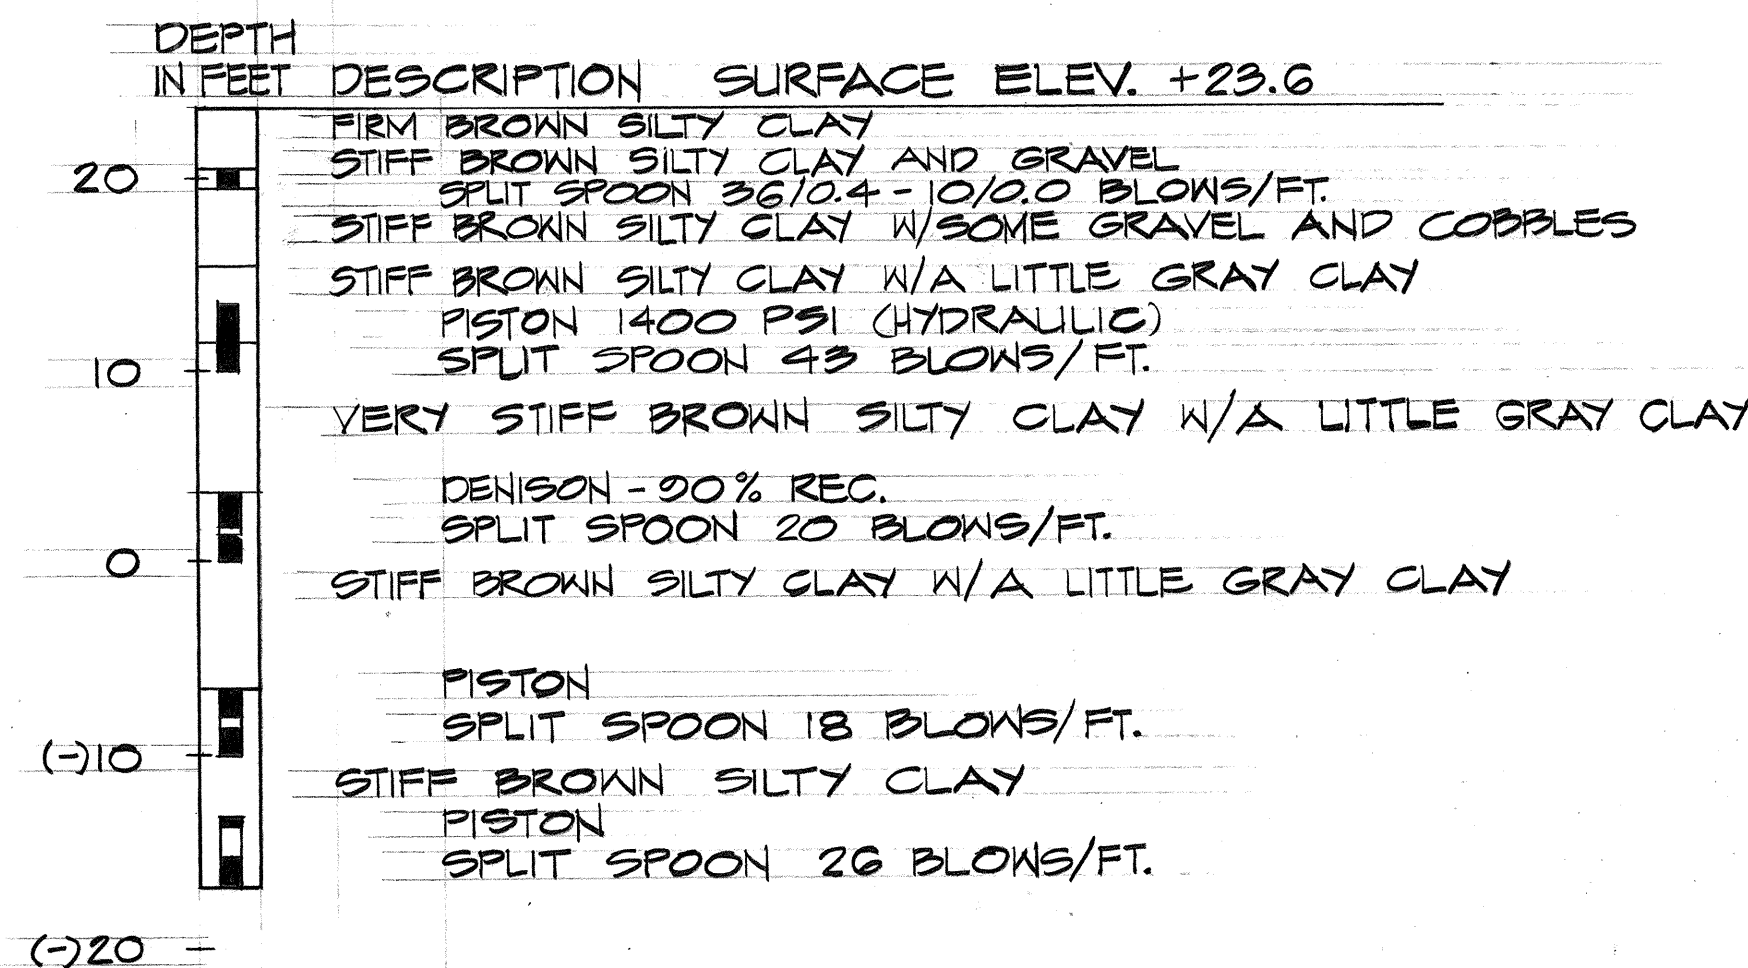 DEPTH
IN FEET DESCRIPTION SURFACE ELEV. +23.6
FIRM BROWN SILTY CLAY
20 STIFF BROWN SILTY CLAY AND GRAVEL
SPLIT SPOON 36/0.4 - 10/0.0 BLOWS/FT.
STIFF BROWN SILTY CLAY W/SOME GRAVEL AND COBBLES
STIFF BROWN SILTY CLAY W/A LITTLE GRAY CLAY
PISTON 1400 PSI (HYDRAULIC)
10 SPLIT SPOON 43 BLOWS/FT.
VERY STIFF BROWN SILTY CLAY W/A LITTLE GRAY CLAY
DENISON - 90% REC.
SPLIT SPOON 20 BLOWS/FT.
0 STIFF BROWN SILTY CLAY W/A LITTLE GRAY CLAY
PISTON
SPLIT SPOON 18 BLOWS/FT.
(-)10 STIFF BROWN SILTY CLAY
PISTON
SPLIT SPOON 26 BLOWS/FT.
(-)20